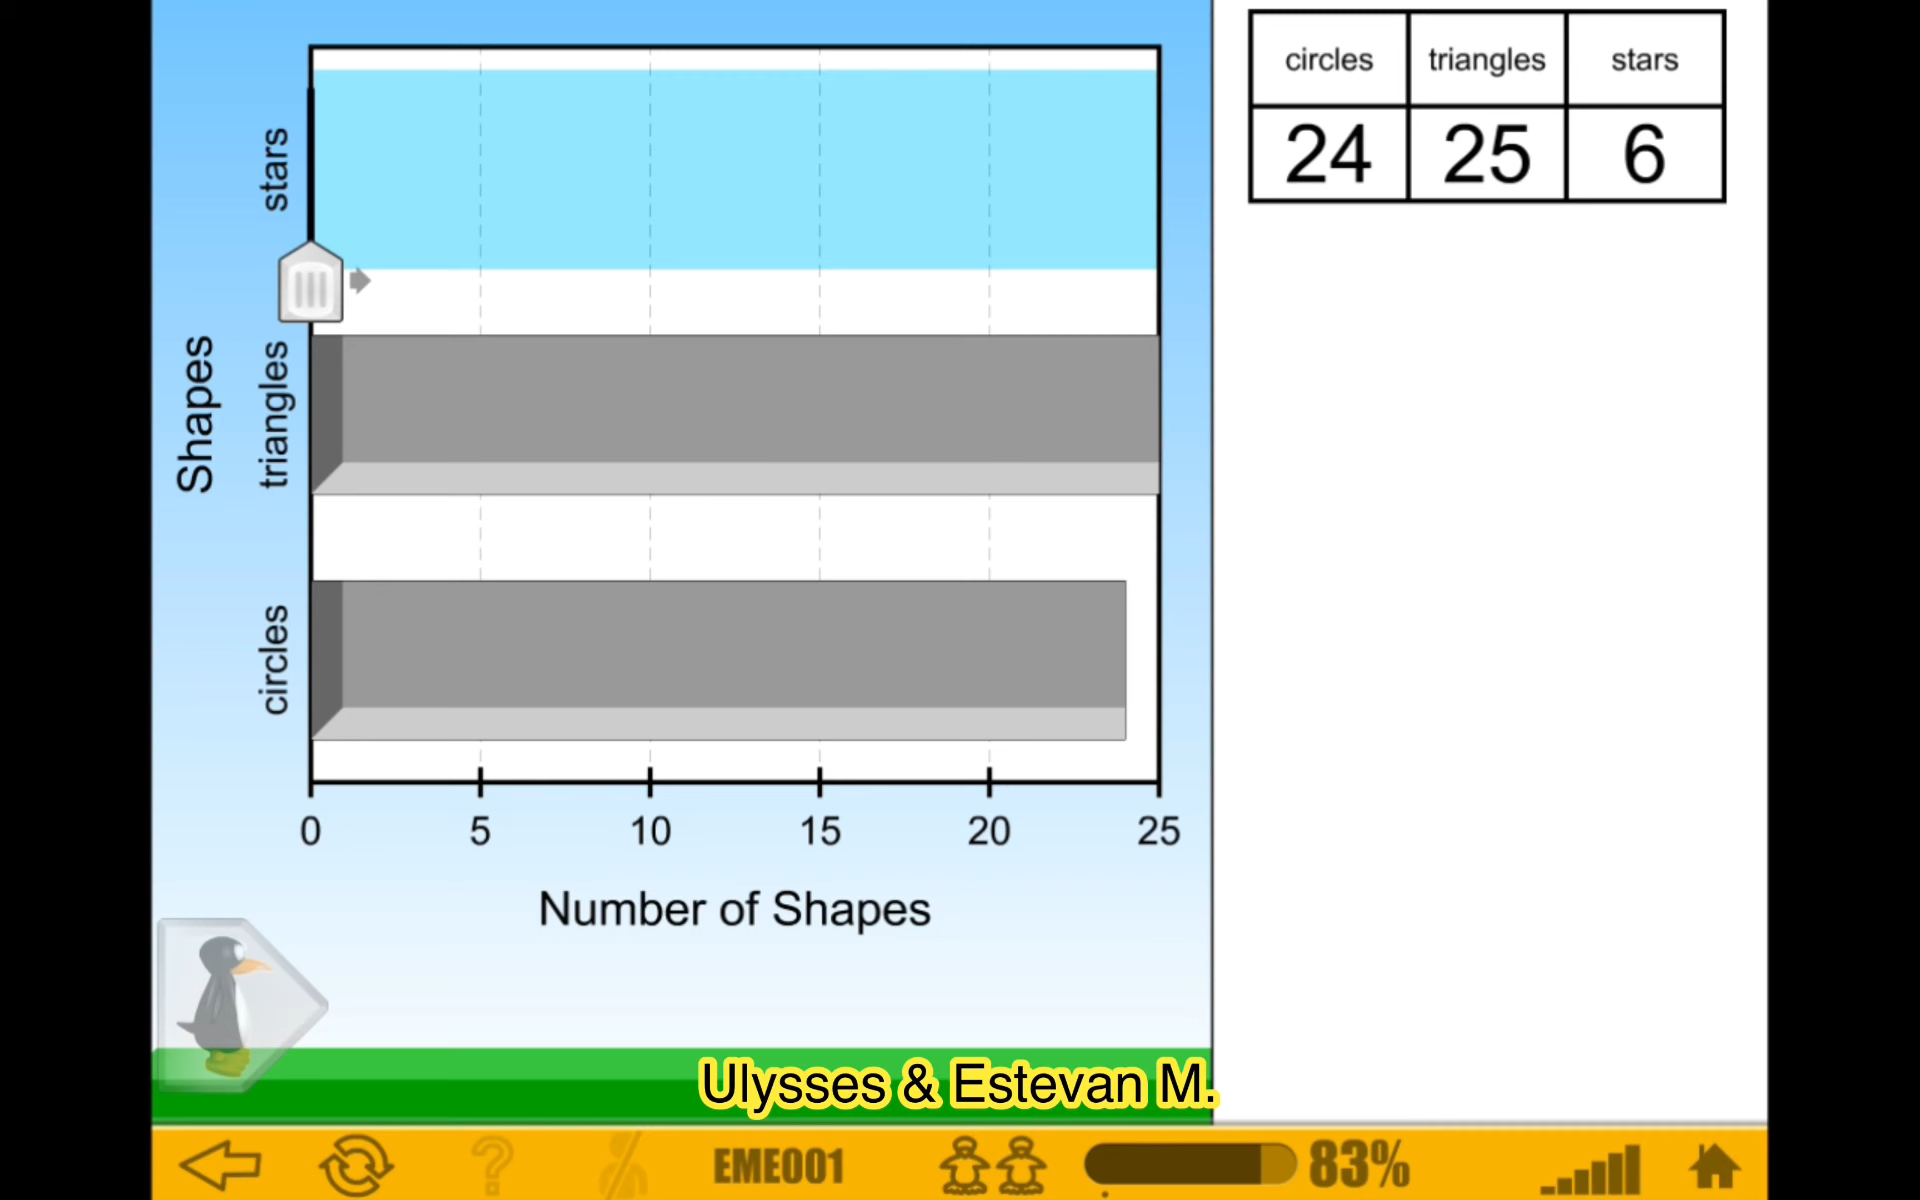 circles triangles stars
24 25 6
stars
triangles
circles
Shapes
0 5 10 15 20 25
Number of Shapes
Ulysses & Estevan M.
? EME001 83%